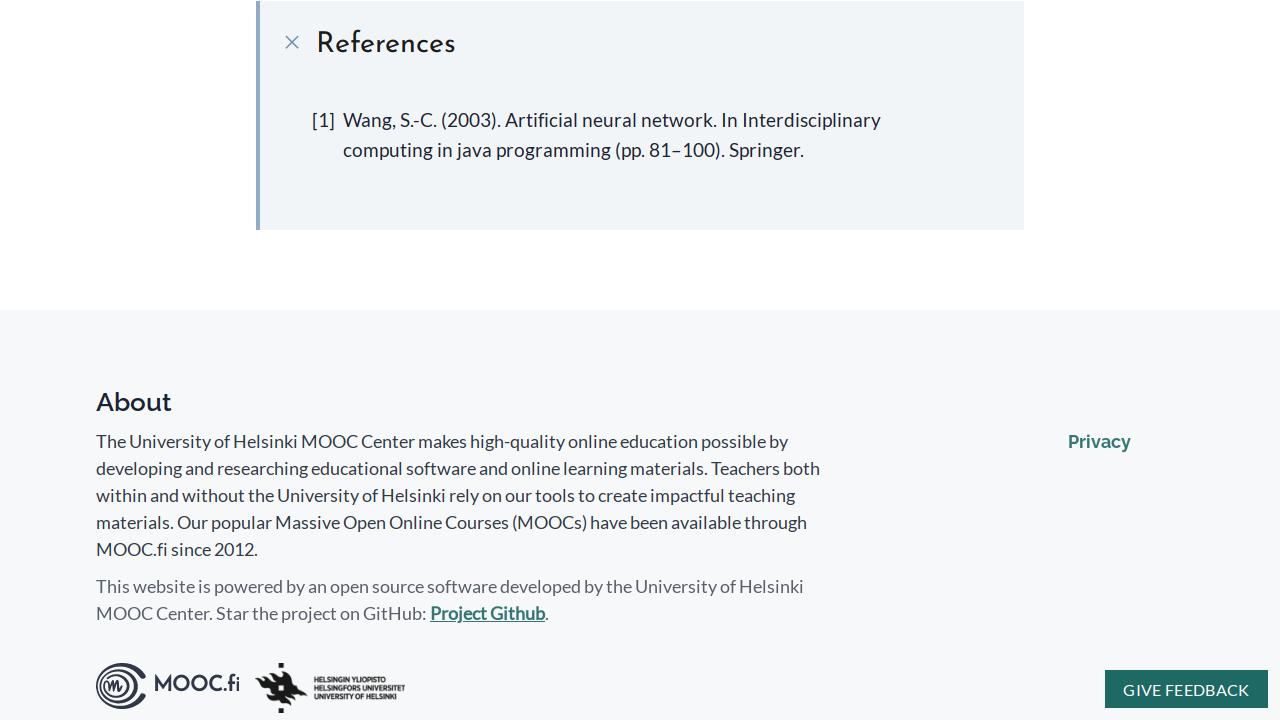 References
[1] Wang, S.-C. (2003). Artificial neural network. In Interdisciplinary
computing in java programming (pp. 81–100). Springer.
About
The University of Helsinki MOOC Center makes high-quality online education possible by
developing and researching educational software and online learning materials. Teachers both
within and without the University of Helsinki rely on our tools to create impactful teaching
materials. Our popular Massive Open Online Courses (MOOCs) have been available through
MOOC.fi since 2012.
Privacy
This website is powered by an open source software developed by the University of Helsinki
MOOC Center. Star the project on GitHub: Project Github.
MOOC.fi
HELSINGIN YLIOPISTO
HELSINGFORS UNIVERSITET
UNIVERSITY OF HELSINKI
GIVE FEEDBACK